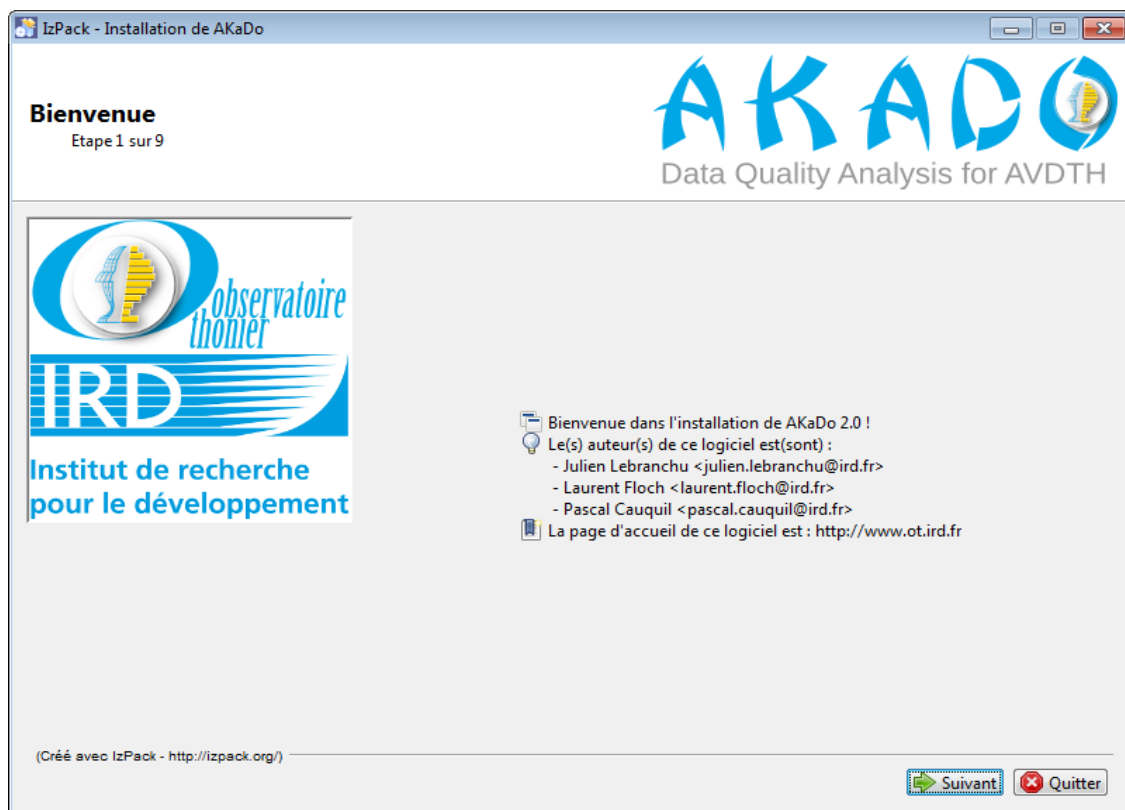 IzPack - Installation de AKaDo
Bienvenue
Etape 1 sur 9
AKADO
Data Quality Analysis for AVDTH
observatoire
thonier
IRD
Institut de recherche
pour le développement
Bienvenue dans l'installation de AKaDo 2.0 !
Le(s) auteur(s) de ce logiciel est(sont) :
- Julien Lebranchu <julien.lebranchu@ird.fr>
- Laurent Floch <laurent.floch@ird.fr>
- Pascal Cauquil <pascal.cauquil@ird.fr>
La page d'accueil de ce logiciel est : http://www.ot.ird.fr
(Créé avec IzPack - http://izpack.org/)
Suivant
Quitter